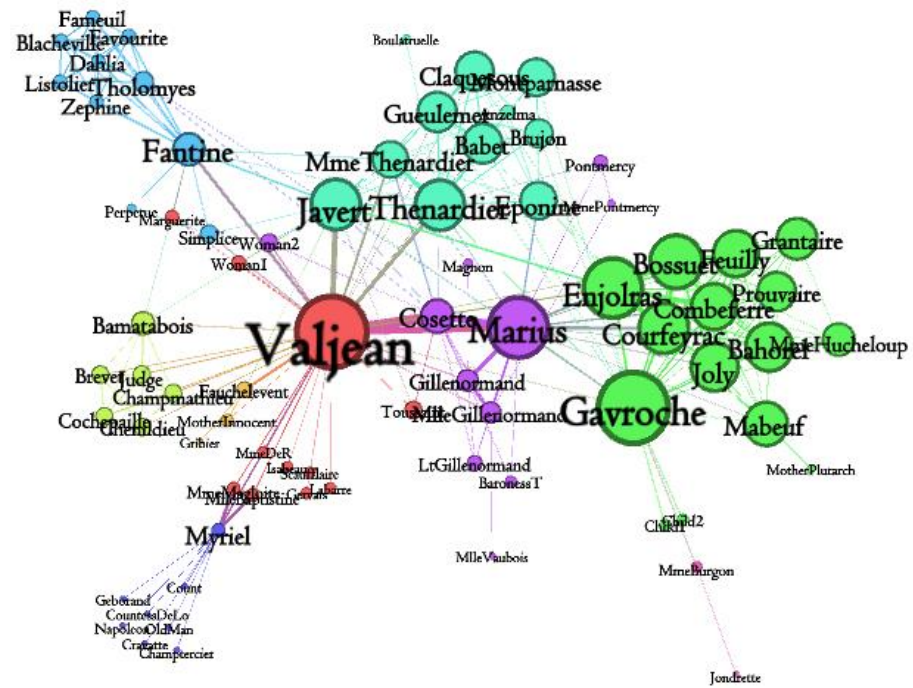 Fameuil
Favourite
Blacheville
Dahlia
Listolier
Tholomyes
Zephine
Fantine
Boulatruelle
Claquesous
Montparnasse
Gueulemer
Anzelma
Brujon
Babet
MmeThenardier
Pontmercy
Javert
Thenardier
Eponine
MmePontmercy
Perpetue
Marguerite
Simplice
Woman2
Woman1
Magnon
Grantaire
Feuilly
Bossuet
Enjolras
Prouvaire
Combeferre
Courfeyrac
Bahorel
MmeHucheloup
Joly
Gavroche
Mabeuf
MotherPlutarch
Bamatabois
Valjean
Cosette
Marius
Brevet
Judge
Champmathieu
Fauchelevent
Cochepaille
Chenildieu
MotherInnocent
Gribier
Gillenormand
Toussaint
MlleGillenormand
LtGillenormand
BaronessT
MlleVaubois
MmeDeR
Isabeau
Scaufflaire
Gervais
Labarre
MmeMagloire
MlleBaptistine
Myriel
Child1
Child2
MmeBurgon
Jondrette
Count
Geborand
CountessDeLo
Napoleon
OldMan
Cravatte
Champtercier